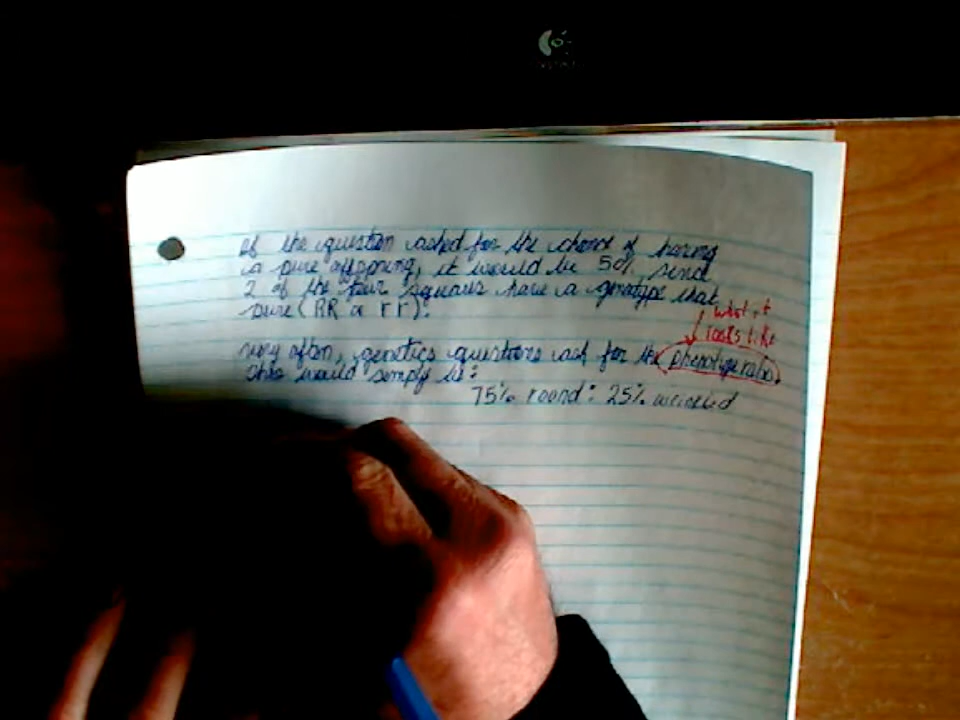 If the question asked for the chance of having
a pure offspring, it would be 50% since
2 of the four squares have a genotype that
pure (RR or rr).
what it
looks like
Very often, genetics questions ask for the phenotype ratio.
This would simply be:
75% round : 25% wrinkled